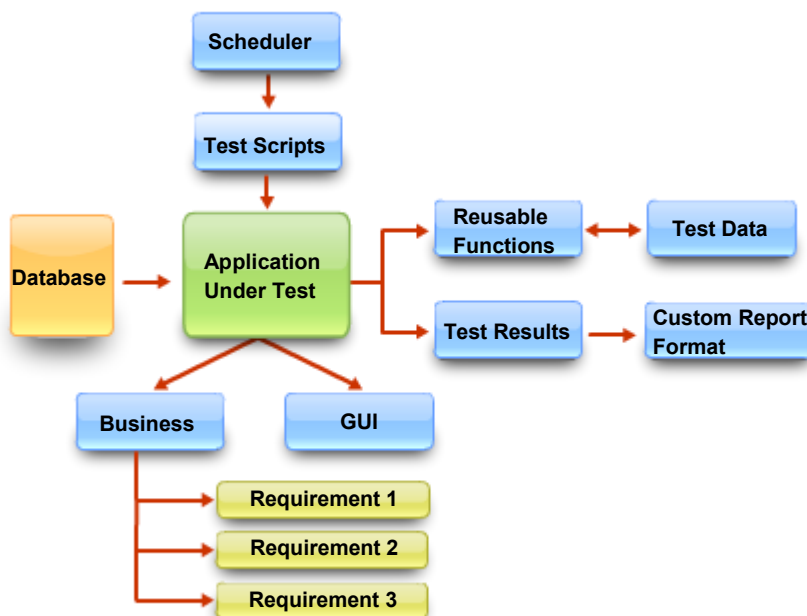 Scheduler
Test Scripts
Database
Application
Under Test
Reusable
Functions
Test Data
Test Results
Custom Report
Format
Business
GUI
Requirement 1
Requirement 2
Requirement 3